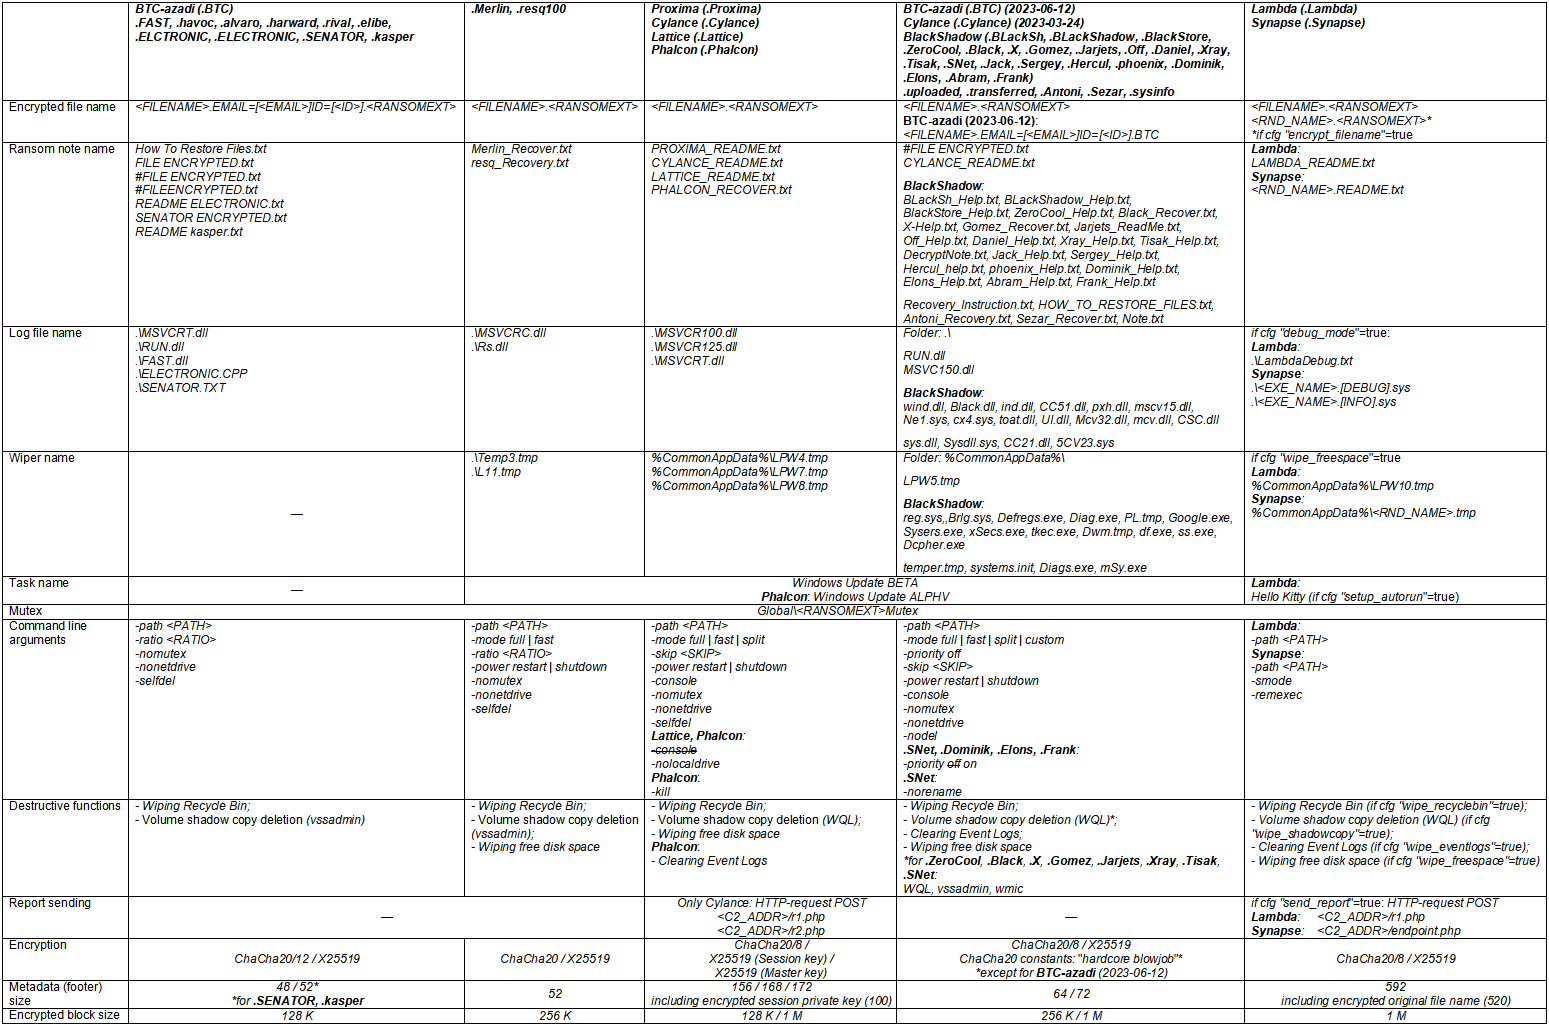 BTC-azadi (.BTC)
.FAST, .havoc, .alvaro, .harward, .rival, .elibe,
.ELCTRONIC, .ELECTRONIC, .SENATOR, .kasper
.Merlin, .resq100
Proxima (.Proxima)
Cylance (.Cylance)
Lattice (.Lattice)
Phalcon (.Phalcon)
BTC-azadi (.BTC) (2023-06-12)
Cylance (.Cylance) (2023-03-24)
BlackShadow (.BLackSh, .BLackShadow, .BlackStore,
.ZeroCool, .Black, .X, .Gomez, .Jarjets, .Off, .Daniel, .Xray,
.Tisak, .SNet, .Jack, .Sergey, .Hercul, .phoenix, .Dominik,
.Elons, .Abram, .Frank)
.uploaded, .transferred, .Antoni, .Sezar, .sysinfo
Lambda (.Lambda)
Synapse (.Synapse)
Encrypted file name
<FILENAME>.EMAIL=[<EMAIL>]ID=[<ID>].<RANSOMEXT>
<FILENAME>.<RANSOMEXT>
<FILENAME>.<RANSOMEXT>
<FILENAME>.<RANSOMEXT>
BTC-azadi (2023-06-12):
<FILENAME>.EMAIL=[<EMAIL>]ID=[<ID>].BTC
<FILENAME>.<RANSOMEXT>
<RND_NAME>.<RANSOMEXT>*
*if cfg "encrypt_filename"=true
Ransom note name
How To Restore Files.txt
FILE ENCRYPTED.txt
#FILE ENCRYPTED.txt
#FILEENCRYPTED.txt
README ELECTRONIC.txt
SENATOR ENCRYPTED.txt
README kasper.txt
Merlin_Recover.txt
resq_Recovery.txt
PROXIMA_README.txt
CYLANCE_README.txt
LATTICE_README.txt
PHALCON_RECOVER.txt
#FILE ENCRYPTED.txt
CYLANCE_README.txt
BlackShadow:
BLackSh_Help.txt, BLackShadow_Help.txt,
BlackStore_Help.txt, ZeroCool_Help.txt, Black_Recover.txt,
X-Help.txt, Gomez_Recover.txt, Jarjets_ReadMe.txt,
Off_Help.txt, Daniel_Help.txt, Xray_Help.txt, Tisak_Help.txt,
DecryptNote.txt, Jack_Help.txt, Sergey_Help.txt,
Hercul_help.txt, phoenix_Help.txt, Dominik_Help.txt,
Elons_Help.txt, Abram_Help.txt, Frank_Help.txt
Recovery_Instruction.txt, HOW_TO_RESTORE_FILES.txt,
Antoni_Recovery.txt, Sezar_Recover.txt, Note.txt
Lambda:
LAMBDA_README.txt
Synapse:
<RND_NAME>.README.txt
Log file name
.\MSVCRT.dll
.\RUN.dll
.\FAST.dll
.\ELECTRONIC.CPP
.\SENATOR.TXT
.\MSVCRC.dll
.\Rs.dll
.\MSVCR100.dll
.\MSVCR125.dll
.\MSVCRT.dll
Folder: .\
RUN.dll
MSVC150.dll
BlackShadow:
wind.dll, Black.dll, ind.dll, CC51.dll, pxh.dll, mscv15.dll,
Ne1.sys, cx4.sys, toat.dll, UI.dll, Mcv32.dll, mcv.dll, CSC.dll
sys.dll, Sysdll.sys, CC21.dll, 5CV23.sys
if cfg "debug_mode"=true:
Lambda:
.\LambdaDebug.txt
Synapse:
.\<EXE_NAME>.[DEBUG].sys
.\<EXE_NAME>.[INFO].sys
Wiper name
—
.\Temp3.tmp
.\L11.tmp
%CommonAppData%\LPW4.tmp
%CommonAppData%\LPW7.tmp
%CommonAppData%\LPW8.tmp
Folder: %CommonAppData%\
LPW5.tmp
BlackShadow:
reg.sys,,Brlg.sys, Defregs.exe, Diag.exe, PL.tmp, Google.exe,
Sysers.exe, xSecs.exe, tkec.exe, Dwm.tmp, df.exe, ss.exe,
Dcpher.exe
temper.tmp, systems.init, Diags.exe, mSy.exe
if cfg "wipe_freespace"=true
Lambda:
%CommonAppData%\LPW10.tmp
Synapse:
%CommonAppData%\<RND_NAME>.tmp
Task name
—
Windows Update BETA
Phalcon: Windows Update ALPHV
Lambda:
Hello Kitty (if cfg "setup_autorun"=true)
Mutex
Global\<RANSOMEXT>Mutex
Command line
arguments
-path <PATH>
-ratio <RATIO>
-nomutex
-nonetdrive
-selfdel
-path <PATH>
-mode full | fast
-ratio <RATIO>
-power restart | shutdown
-nomutex
-nonetdrive
-selfdel
-path <PATH>
-mode full | fast | split
-skip <SKIP>
-power restart | shutdown
-console
-nomutex
-nonetdrive
-selfdel
Lattice, Phalcon:
-console
-nolocaldrive
Phalcon:
-kill
-path <PATH>
-mode full | fast | split | custom
-priority off
-skip <SKIP>
-power restart | shutdown
-console
-nomutex
-nonetdrive
-nodel
.SNet, .Dominik, .Elons, .Frank:
-priority off on
.SNet:
-norename
Lambda:
-path <PATH>
Synapse:
-path <PATH>
-smode
-remexec
Destructive functions
- Wiping Recycle Bin;
- Volume shadow copy deletion (vssadmin)
- Wiping Recycle Bin;
- Volume shadow copy deletion
(vssadmin);
- Wiping free disk space
- Wiping Recycle Bin;
- Volume shadow copy deletion (WQL);
- Wiping free disk space
Phalcon:
- Clearing Event Logs
- Wiping Recycle Bin;
- Volume shadow copy deletion (WQL)*;
- Clearing Event Logs;
- Wiping free disk space
*for .ZeroCool, .Black, .X, .Gomez, .Jarjets, .Xray, .Tisak,
.SNet:
WQL, vssadmin, wmic
- Wiping Recycle Bin (if cfg "wipe_recyclebin"=true);
- Volume shadow copy deletion (WQL) (if cfg
"wipe_shadowcopy"=true);
- Clearing Event Logs (if cfg "wipe_eventlogs"=true);
- Wiping free disk space (if cfg "wipe_freespace"=true)
Report sending
—
Only Cylance: HTTP-request POST
<C2_ADDR>/r1.php
<C2_ADDR>/r2.php
—
if cfg "send_report"=true: HTTP-request POST
Lambda: <C2_ADDR>/r1.php
Synapse: <C2_ADDR>/endpoint.php
Encryption
ChaCha20/12 / X25519
ChaCha20 / X25519
ChaCha20/8 /
X25519 (Session key) /
X25519 (Master key)
ChaCha20/8 / X25519
ChaCha20 constants: "hardcore blowjob"*
*except for BTC-azadi (2023-06-12)
ChaCha20/8 / X25519
Metadata (footer)
size
48 / 52*
*for .SENATOR, .kasper
52
156 / 168 / 172
including encrypted session private key (100)
64 / 72
592
including encrypted original file name (520)
Encrypted block size
128 K
256 K
128 K / 1 M
256 K / 1 M
1 M